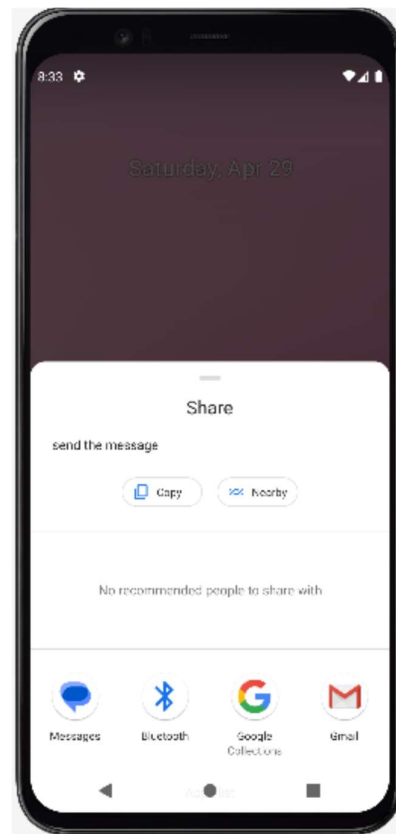 8:33
Saturday, Apr 29
Share
send the message
Copy
Nearby
No recommended people to share with
Messages
Bluetooth
Google
Collections
Gmail